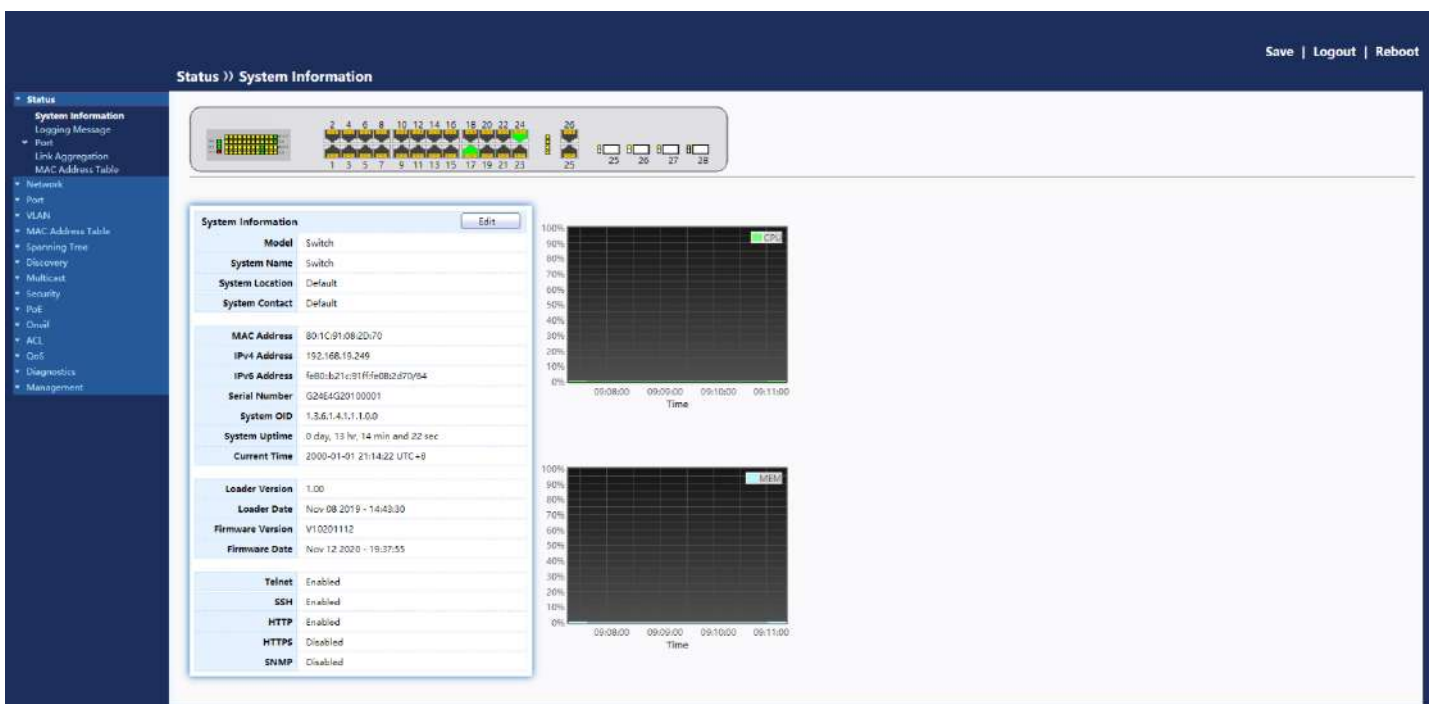 Save | Logout | Reboot
Status 》 System Information
Status
System Information
Logging Message
Port
Link Aggregation
MAC Address Table
Network
Port
VLAN
MAC Address Table
Spanning Tree
Discovery
Multicast
Security
PoE
Onvif
ACL
QoS
Diagnostics
Management
2 4 6 8 10 12 14 16 18 20 22 24 26
1 3 5 7 9 11 13 15 17 19 21 23 25
25 26 27 28
System Information Edit
Model Switch
System Name Switch
System Location Default
System Contact Default
MAC Address 80:1C:91:08:2D:70
IPv4 Address 192.168.19.249
IPv6 Address
Serial Number G24E4G20100001
System OID 1.3.6.1.4.1.1.1.0.0
System Uptime 0 day, 13 hr, 14 min and 22 sec
Current Time 2000-01-01 21:14:22 UTC+8
Loader Version 1.00
Loader Date Nov 08 2019 - 14:43:30
Firmware Version V10201112
Firmware Date Nov 12 2020 - 19:37:55
Telnet Enabled
SSH Enabled
HTTP Enabled
HTTPS Disabled
SNMP Disabled
CPU
100%
90%
80%
70%
60%
50%
40%
30%
20%
10%
0%
09:08:00 09:09:00 09:10:00 09:11:00
Time
MEM
100%
90%
80%
70%
60%
50%
40%
30%
20%
10%
0%
09:08:00 09:09:00 09:10:00 09:11:00
Time